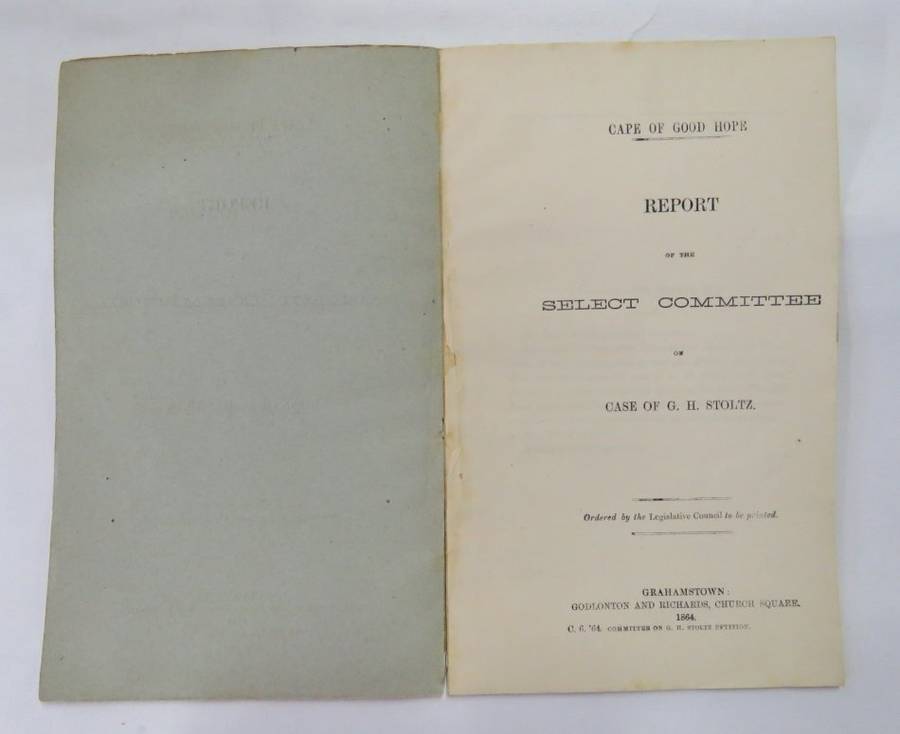 CAPE OF GOOD HOPE
REPORT
OF THE
SELECT COMMITTEE
ON
CASE OF G. H. STOLTZ.
Ordered by the Legislative Council to be printed.
GRAHAMSTOWN:
GODLONTON AND RICHARDS, CHURCH SQUARE.
1864.
C. 6. '64. COMMITTEE ON G. H. STOLTZ PETITION.